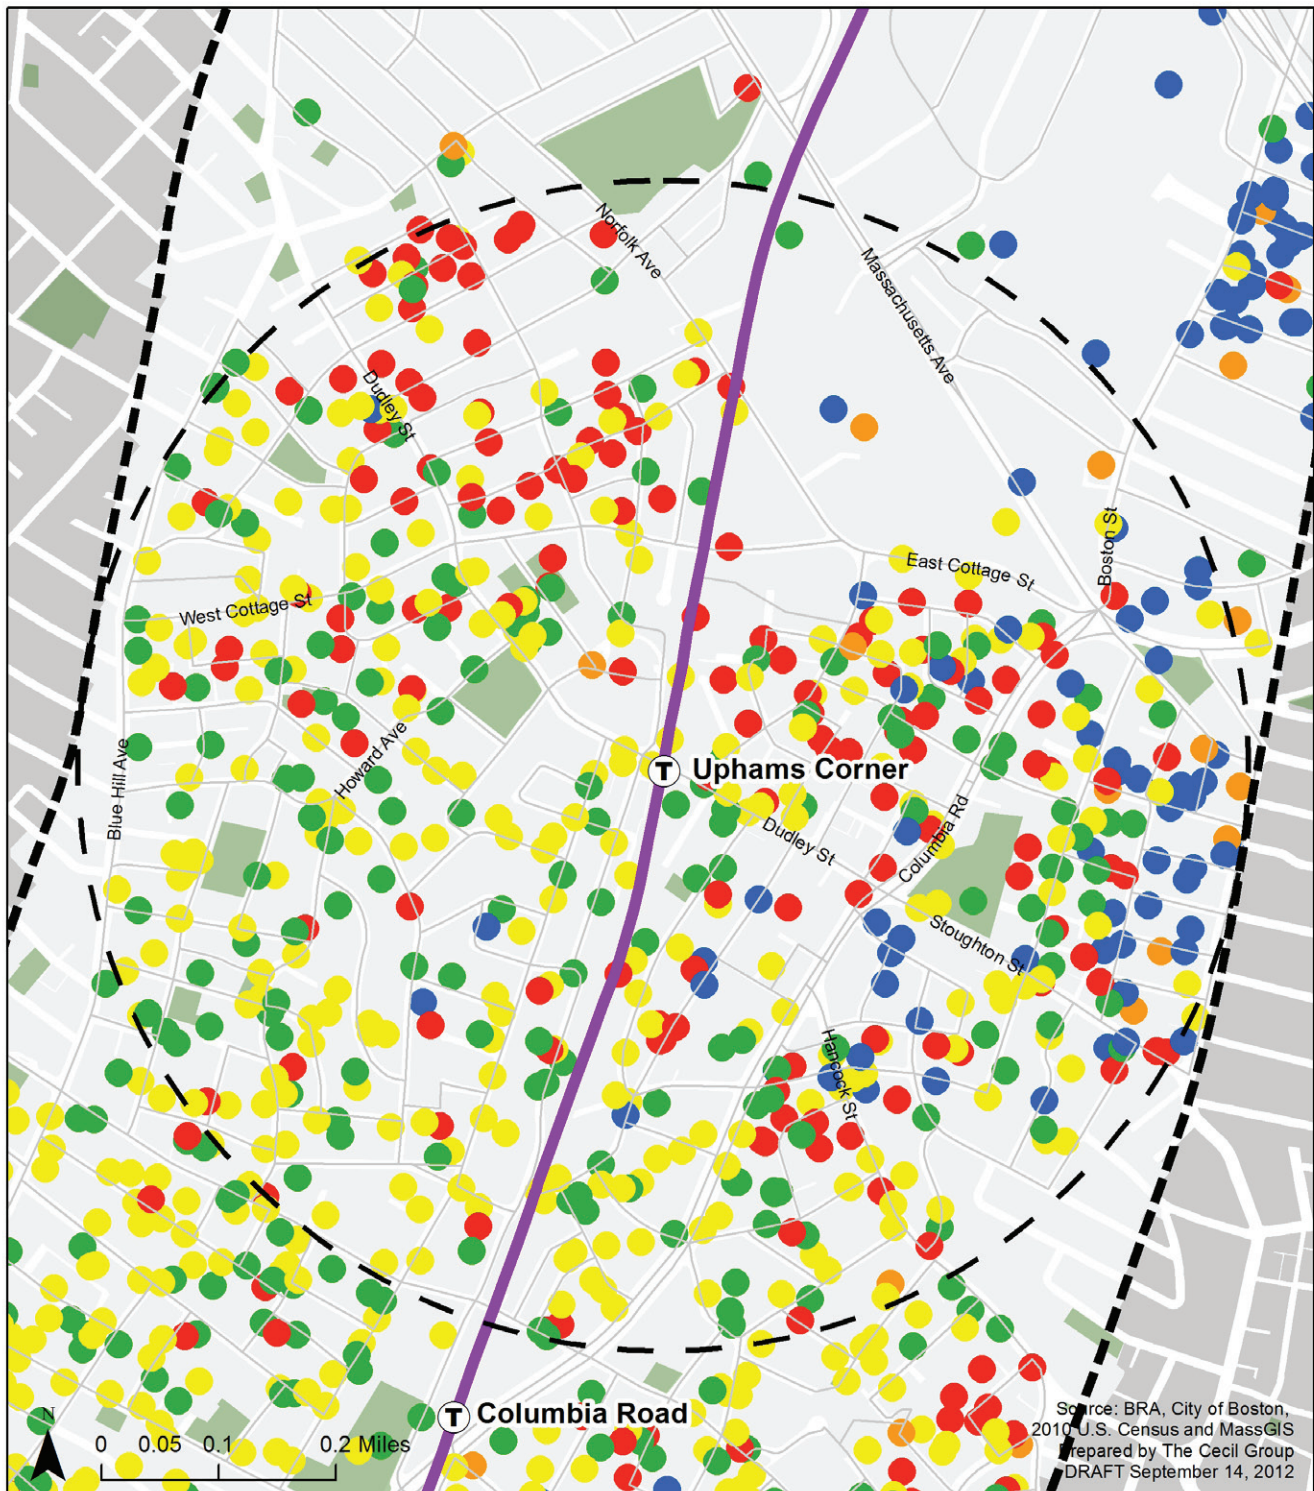 Norfolk Ave
Massachusetts Ave
Dudley St
Boston St
East Cottage St
West Cottage St
Howard Ave
Blue Hill Ave
T Uphams Corner
Dudley St
Columbia Rd
Stoughton St
Hancock St
T Columbia Road
N
0 0.05 0.1 0.2 Miles
Source: BRA, City of Boston,
2010 U.S. Census and MassGIS
Prepared by The Cecil Group
DRAFT September 14, 2012